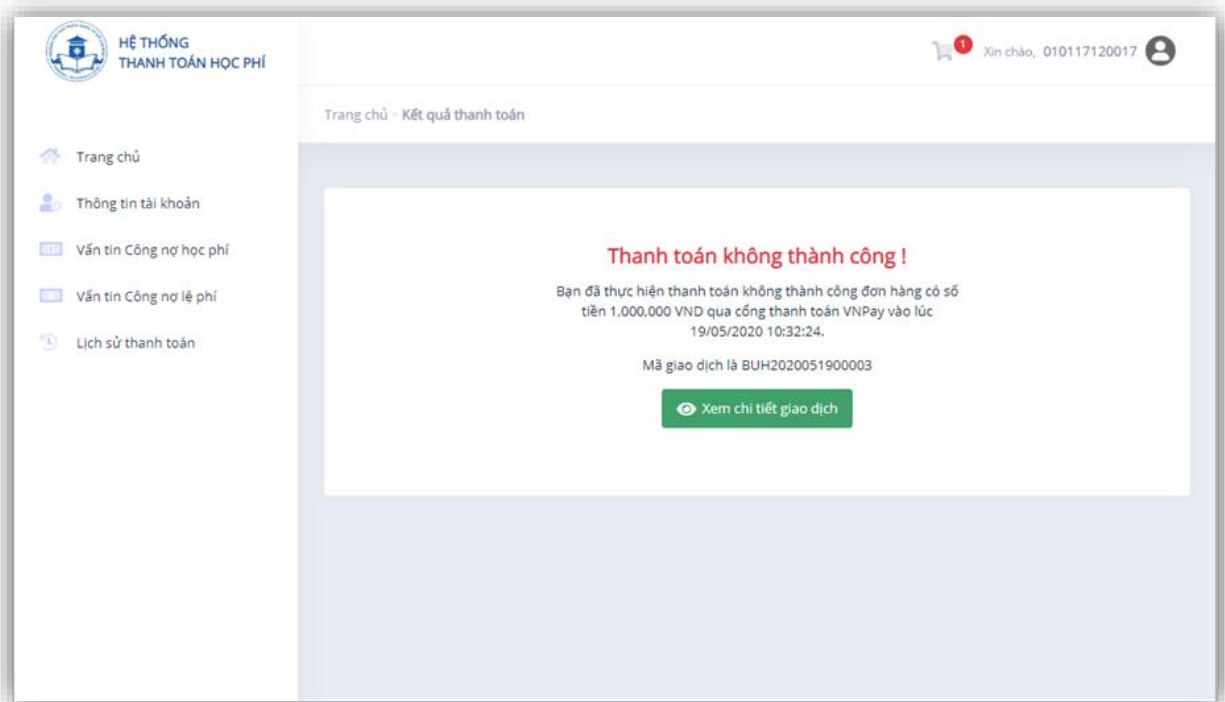 HỆ THỐNG
THANH TOÁN HỌC PHÍ
1
Xin chào, 010117120017
Trang chủ - Kết quả thanh toán
Trang chủ
Thông tin tài khoản
Vấn tin Công nợ học phí
Vấn tin Công nợ lệ phí
Lịch sử thanh toán
Thanh toán không thành công !
Bạn đã thực hiện thanh toán không thành công đơn hàng có số
tiền 1,000,000 VND qua cổng thanh toán VNPay vào lúc
19/05/2020 10:32:24.
Mã giao dịch là BUH2020051900003
Xem chi tiết giao dịch